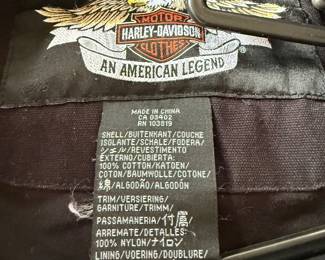 MOTOR
HARLEY-DAVIDSON
CLOTHES
AN AMERICAN LEGEND
MADE IN CHINA
CA 03402
RN 103819
SHELL/BUITENKANT/COUCHE
ISOLANTE/SCHALE/FODERA/
シェル/REVESTIMENTO
EXTERNO/CUBIERTA:
100% COTTON/KATOEN/
COTON/BAUMWOLLE/COTONE/
綿/ALGODÃO/ALGODÓN
TRIM/VERSIERING/
GARNITURE/TRIMM/
PASSAMANERIA/付属/
ARREMATE/DETALLES:
100% NYLON/ナイロン
LINING/VOERING/DOUBLURE/